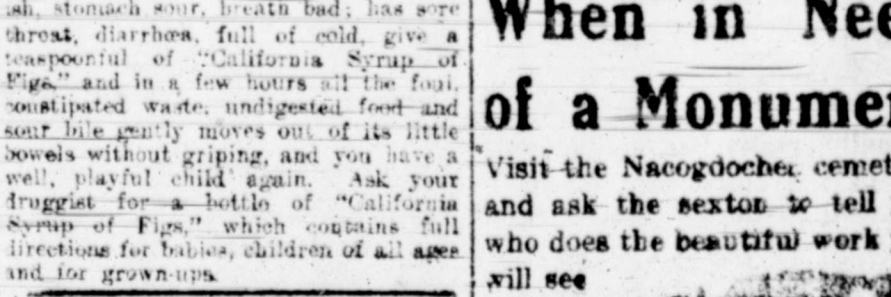 ish, stomach sour, breath bad; has sore
throat, diarrhœa, full of cold, give a
teaspoonful of "California Syrup of
Figs," and in a few hours all the foul,
constipated waste, undigested food and
sour bile gently moves out of its little
bowels without griping, and you have a
well, playful child again. Ask your
druggist for a bottle of "California
Syrup of Figs," which contains full
directions for babies, children of all ages
and for grown-ups.
When in Nee
of a Monume
Visit the Nacogdoches cemet
and ask the sexton to tell
who does the beautiful work
will see